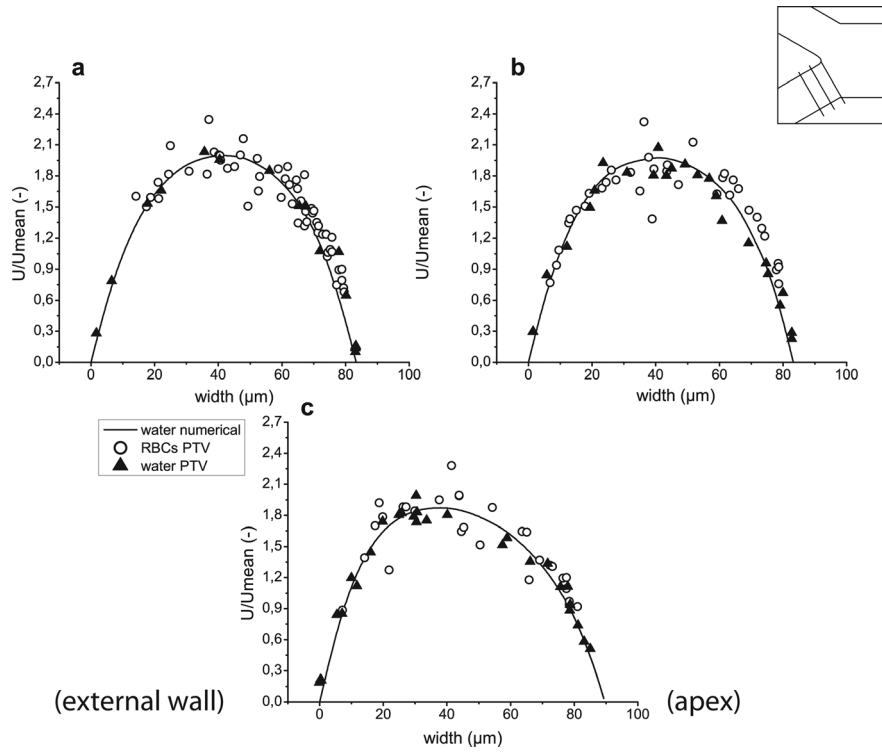 a
2,7
2,4
2,1
1,8
1,5
1,2
0,9
0,6
0,3
0,0
U/Umean (-)
0 20 40 60 80 100
width (µm)
b
2,7
2,4
2,1
1,8
1,5
1,2
0,9
0,6
0,3
0,0
U/Umean (-)
0 20 40 60 80 100
width (µm)
water numerical
RBCs PTV
water PTV
c
2,7
2,4
2,1
1,8
1,5
1,2
0,9
0,6
0,3
0,0
U/Umean (-)
0 20 40 60 80 100
width (µm)
(external wall)
(apex)